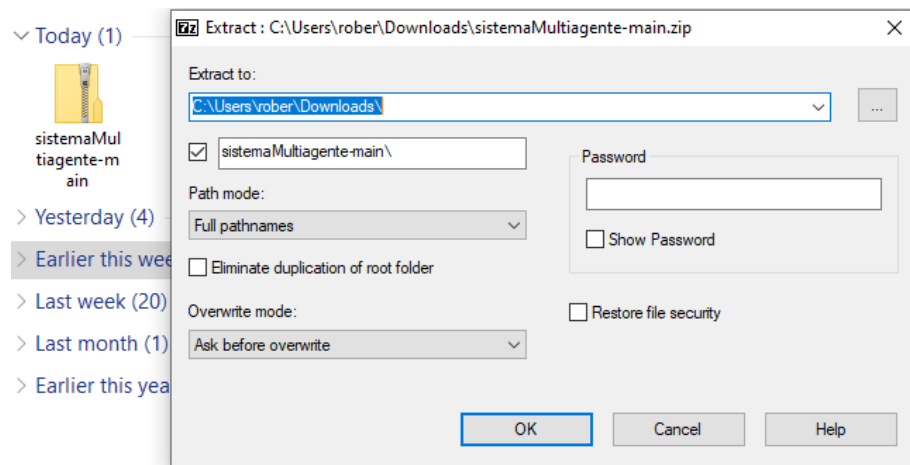 Today (1)
sistemaMul
tiagente-m
ain
Yesterday (4)
Earlier this wee
Last week (20)
Last month (1)
Earlier this yea
7z Extract : C:\Users\rober\Downloads\sistemaMultiagente-main.zip
Extract to:
C:\Users\rober\Downloads\
...
sistemaMultiagente-main\
Password
Path mode:
Full pathnames
Show Password
Eliminate duplication of root folder
Overwrite mode:
Restore file security
Ask before overwrite
OK Cancel Help